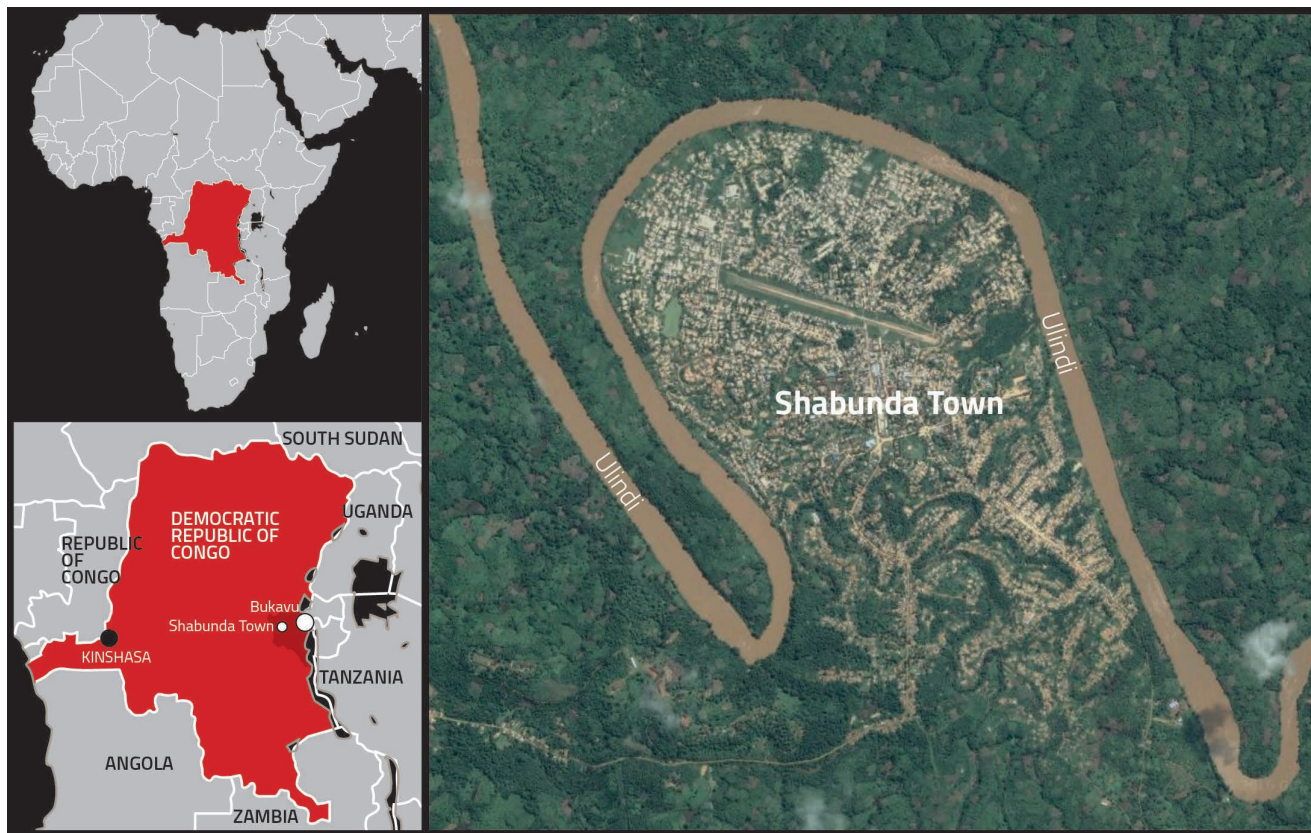 SOUTH SUDAN
UGANDA
DEMOCRATIC
REPUBLIC OF
CONGO
REPUBLIC
OF
CONGO
Bukavu
Shabunda Town
KINSHASA
TANZANIA
ANGOLA
ZAMBIA
Ulindi
Shabunda Town
Ulindi